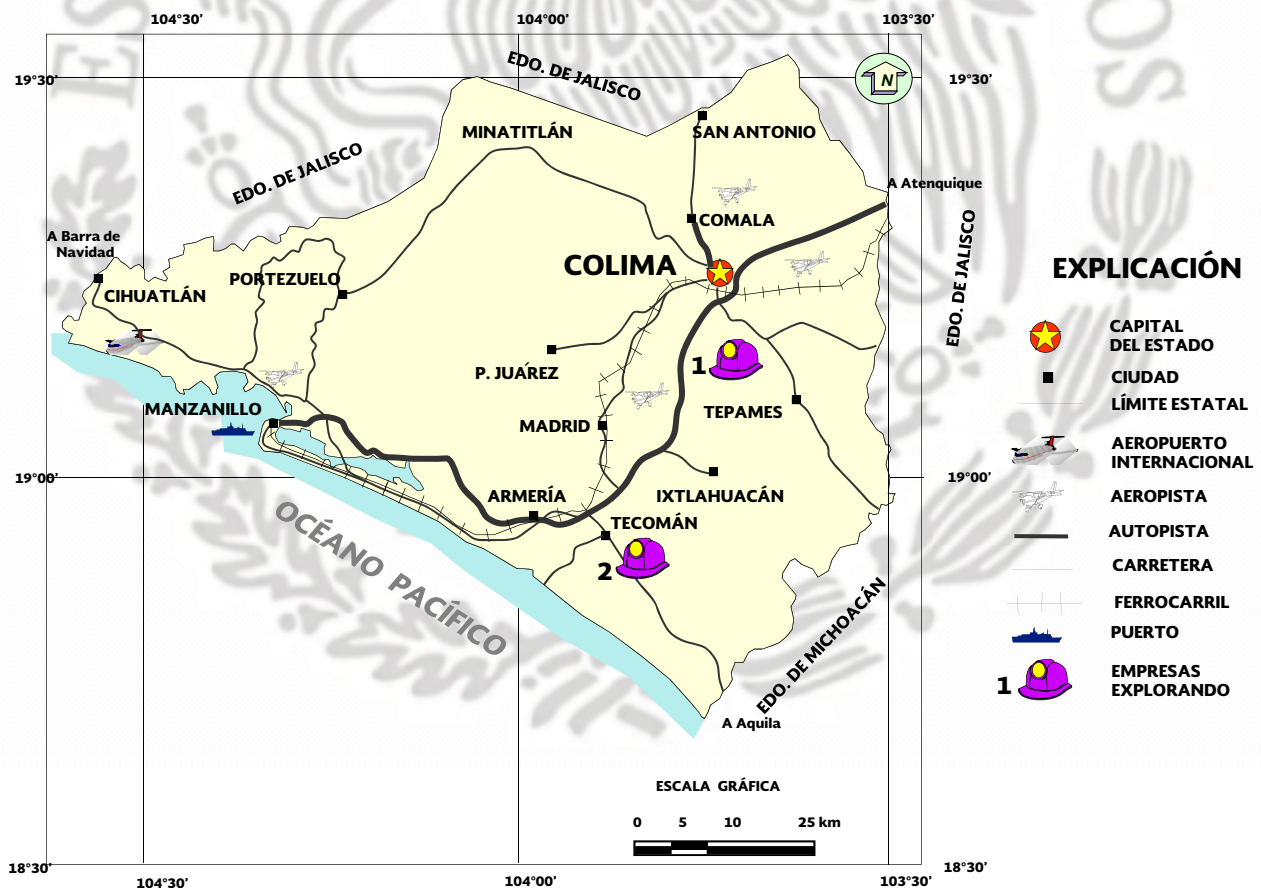 104°30’
104°00’
103°30’
19°30’
19°30’
EDO. DE JALISCO
N
MINATITLÁN
SAN ANTONIO
EDO. DE JALISCO
A Atenquique
COMALA
A Barra de
Navidad
EDO. DE JALISCO
COLIMA
EXPLICACIÓN
PORTEZUELO
CIHUATLÁN
CAPITAL
DEL ESTADO
1
P. JUÁREZ
CIUDAD
MANZANILLO
TEPAMES
LÍMITE ESTATAL
MADRID
AEROPUERTO
INTERNACIONAL
19°00’
19°00’
ARMERÍA
IXTLAHUACÁN
AEROPISTA
OCÉANO PACÍFICO
TECOMÁN
AUTOPISTA
2
CARRETERA
EDO. DE MICHOACÁN
FERROCARRIL
PUERTO
1
EMPRESAS
EXPLORANDO
A Aquila
ESCALA GRÁFICA
0 5 10 25 km
18°30’
18°30’
104°30’
104°00’
103°30’